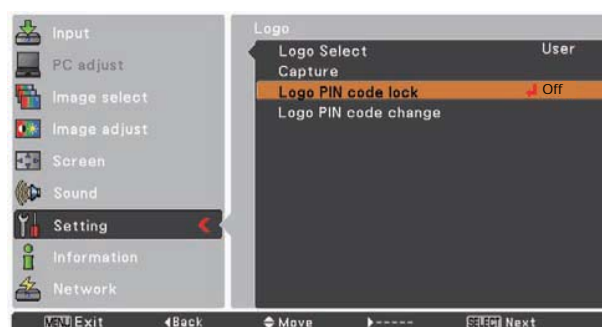 Input
PC adjust
Image select
Image adjust
Screen
Sound
Setting
Information
Network
Logo
Logo Select User
Capture
Logo PIN code lock Off
Logo PIN code change
MENU Exit ◀Back Move ▶----- SELECT Next